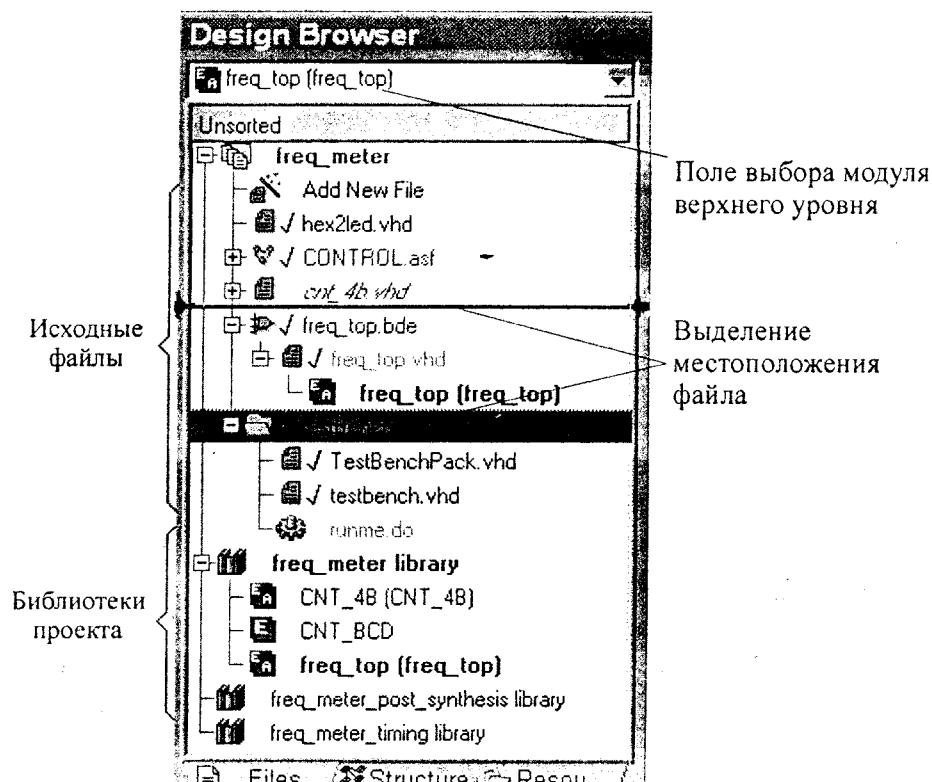 Design Browser
freq_top (freq_top)
Unsorted
freq_meter
Add New File
hex2led.vhd
CONTROL.asf
cnt_4b.vhd
freq_top.bde
freq_top.vhd
freq_top (freq_top)
TestBenchPack.vhd
testbench.vhd
runme.do
freq_meter library
CNT_4B (CNT_4B)
CNT_BCD
freq_top (freq_top)
freq_meter_post_synthesis library
freq_meter_timing library
Files Structure Resou
Поле выбора модуля
верхнего уровня
Выделение
местоположения
файла
Исходные
файлы
Библиотеки
проекта